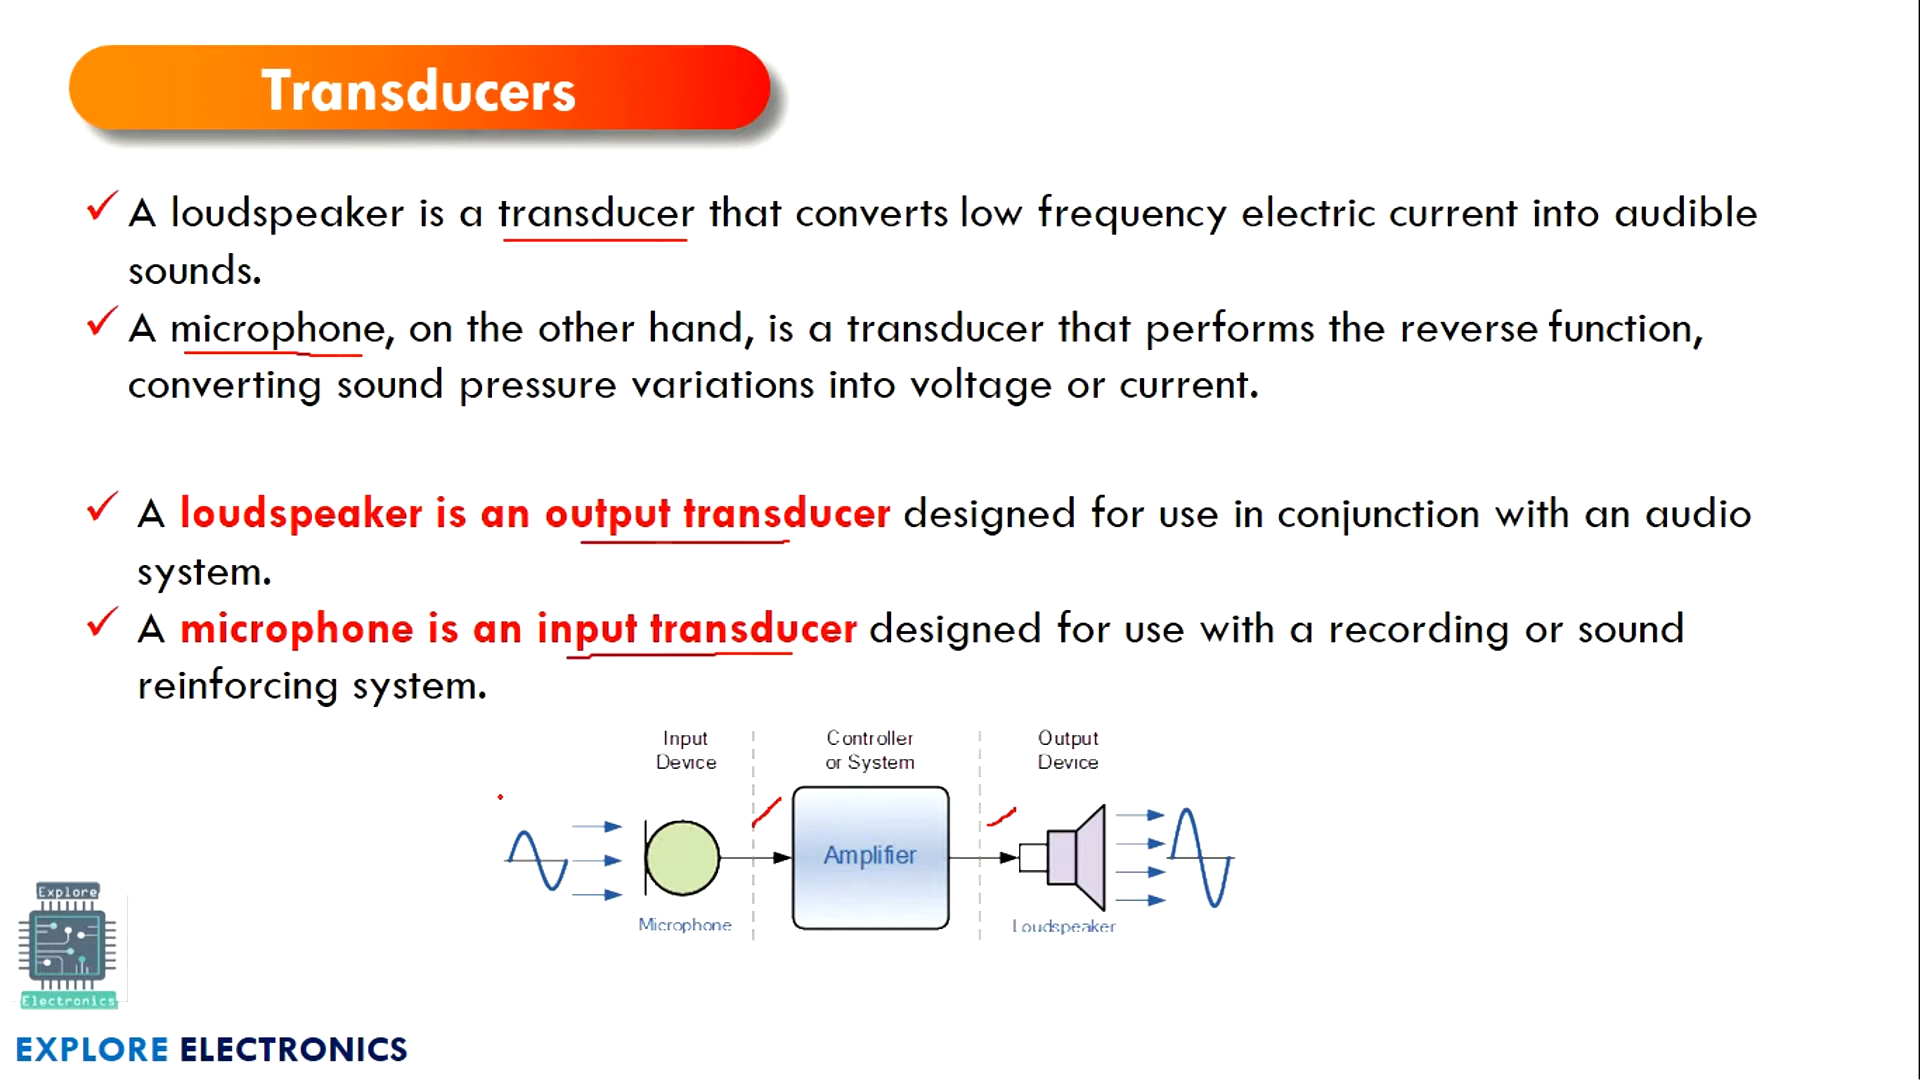 Transducers
A loudspeaker is a transducer that converts low frequency electric current into audible
sounds.
A microphone, on the other hand, is a transducer that performs the reverse function,
converting sound pressure variations into voltage or current.
A loudspeaker is an output transducer designed for use in conjunction with an audio
system.
A microphone is an input transducer designed for use with a recording or sound
reinforcing system.
Input
Device
Controller
or System
Output
Device
Amplifier
Microphone
Loudspeaker
Explore
Electronics
EXPLORE ELECTRONICS